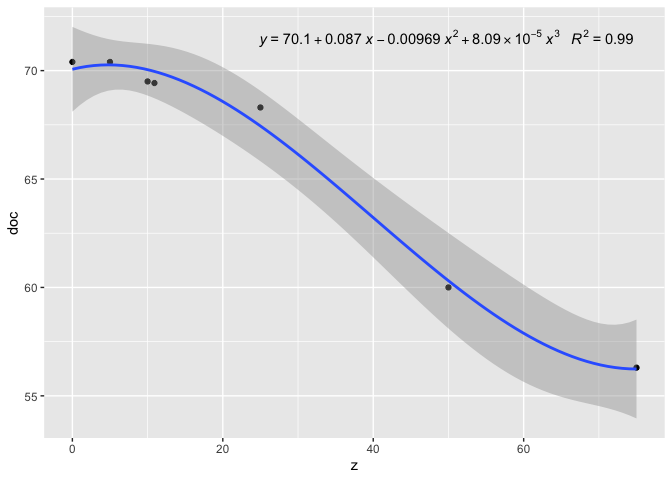 y = 70.1 + 0.087 x − 0.00969 x² + 8.09 × 10⁻⁵ x³ R² = 0.99
70
65
60
55
doc
0 20 40 60
z